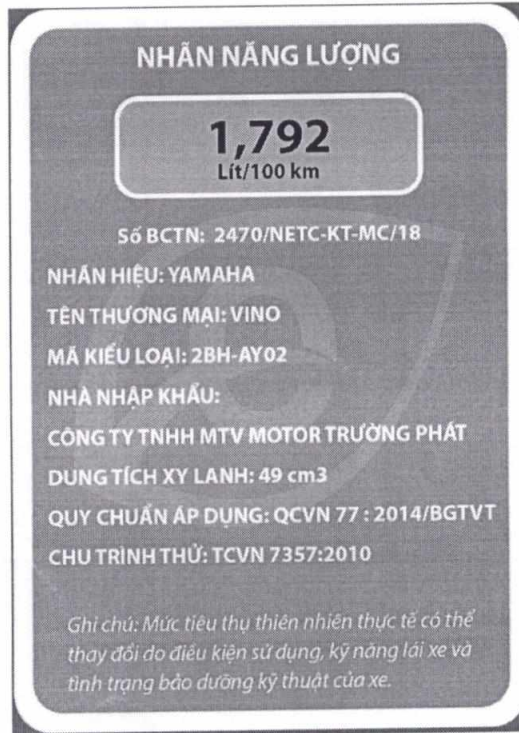 NHÃN NĂNG LƯỢNG
1,792
Lít/100 km
Số BCTN: 2470/NETC-KT-MC/18
NHÃN HIỆU: YAMAHA
TÊN THƯƠNG MẠI: VINO
MÃ KIỂU LOẠI: 2BH-AY02
NHÀ NHẬP KHẨU:
CÔNG TY TNHH MTV MOTOR TRƯỜNG PHÁT
DUNG TÍCH XY LANH: 49 cm3
QUY CHUẨN ÁP DỤNG: QCVN 77 : 2014/BGTVT
CHU TRÌNH THỬ: TCVN 7357:2010
Ghi chú: Mức tiêu thụ thiên nhiên thực tế có thể
thay đổi do điều kiện sử dụng, kỹ năng lái xe và
tình trạng bảo dưỡng kỹ thuật của xe.